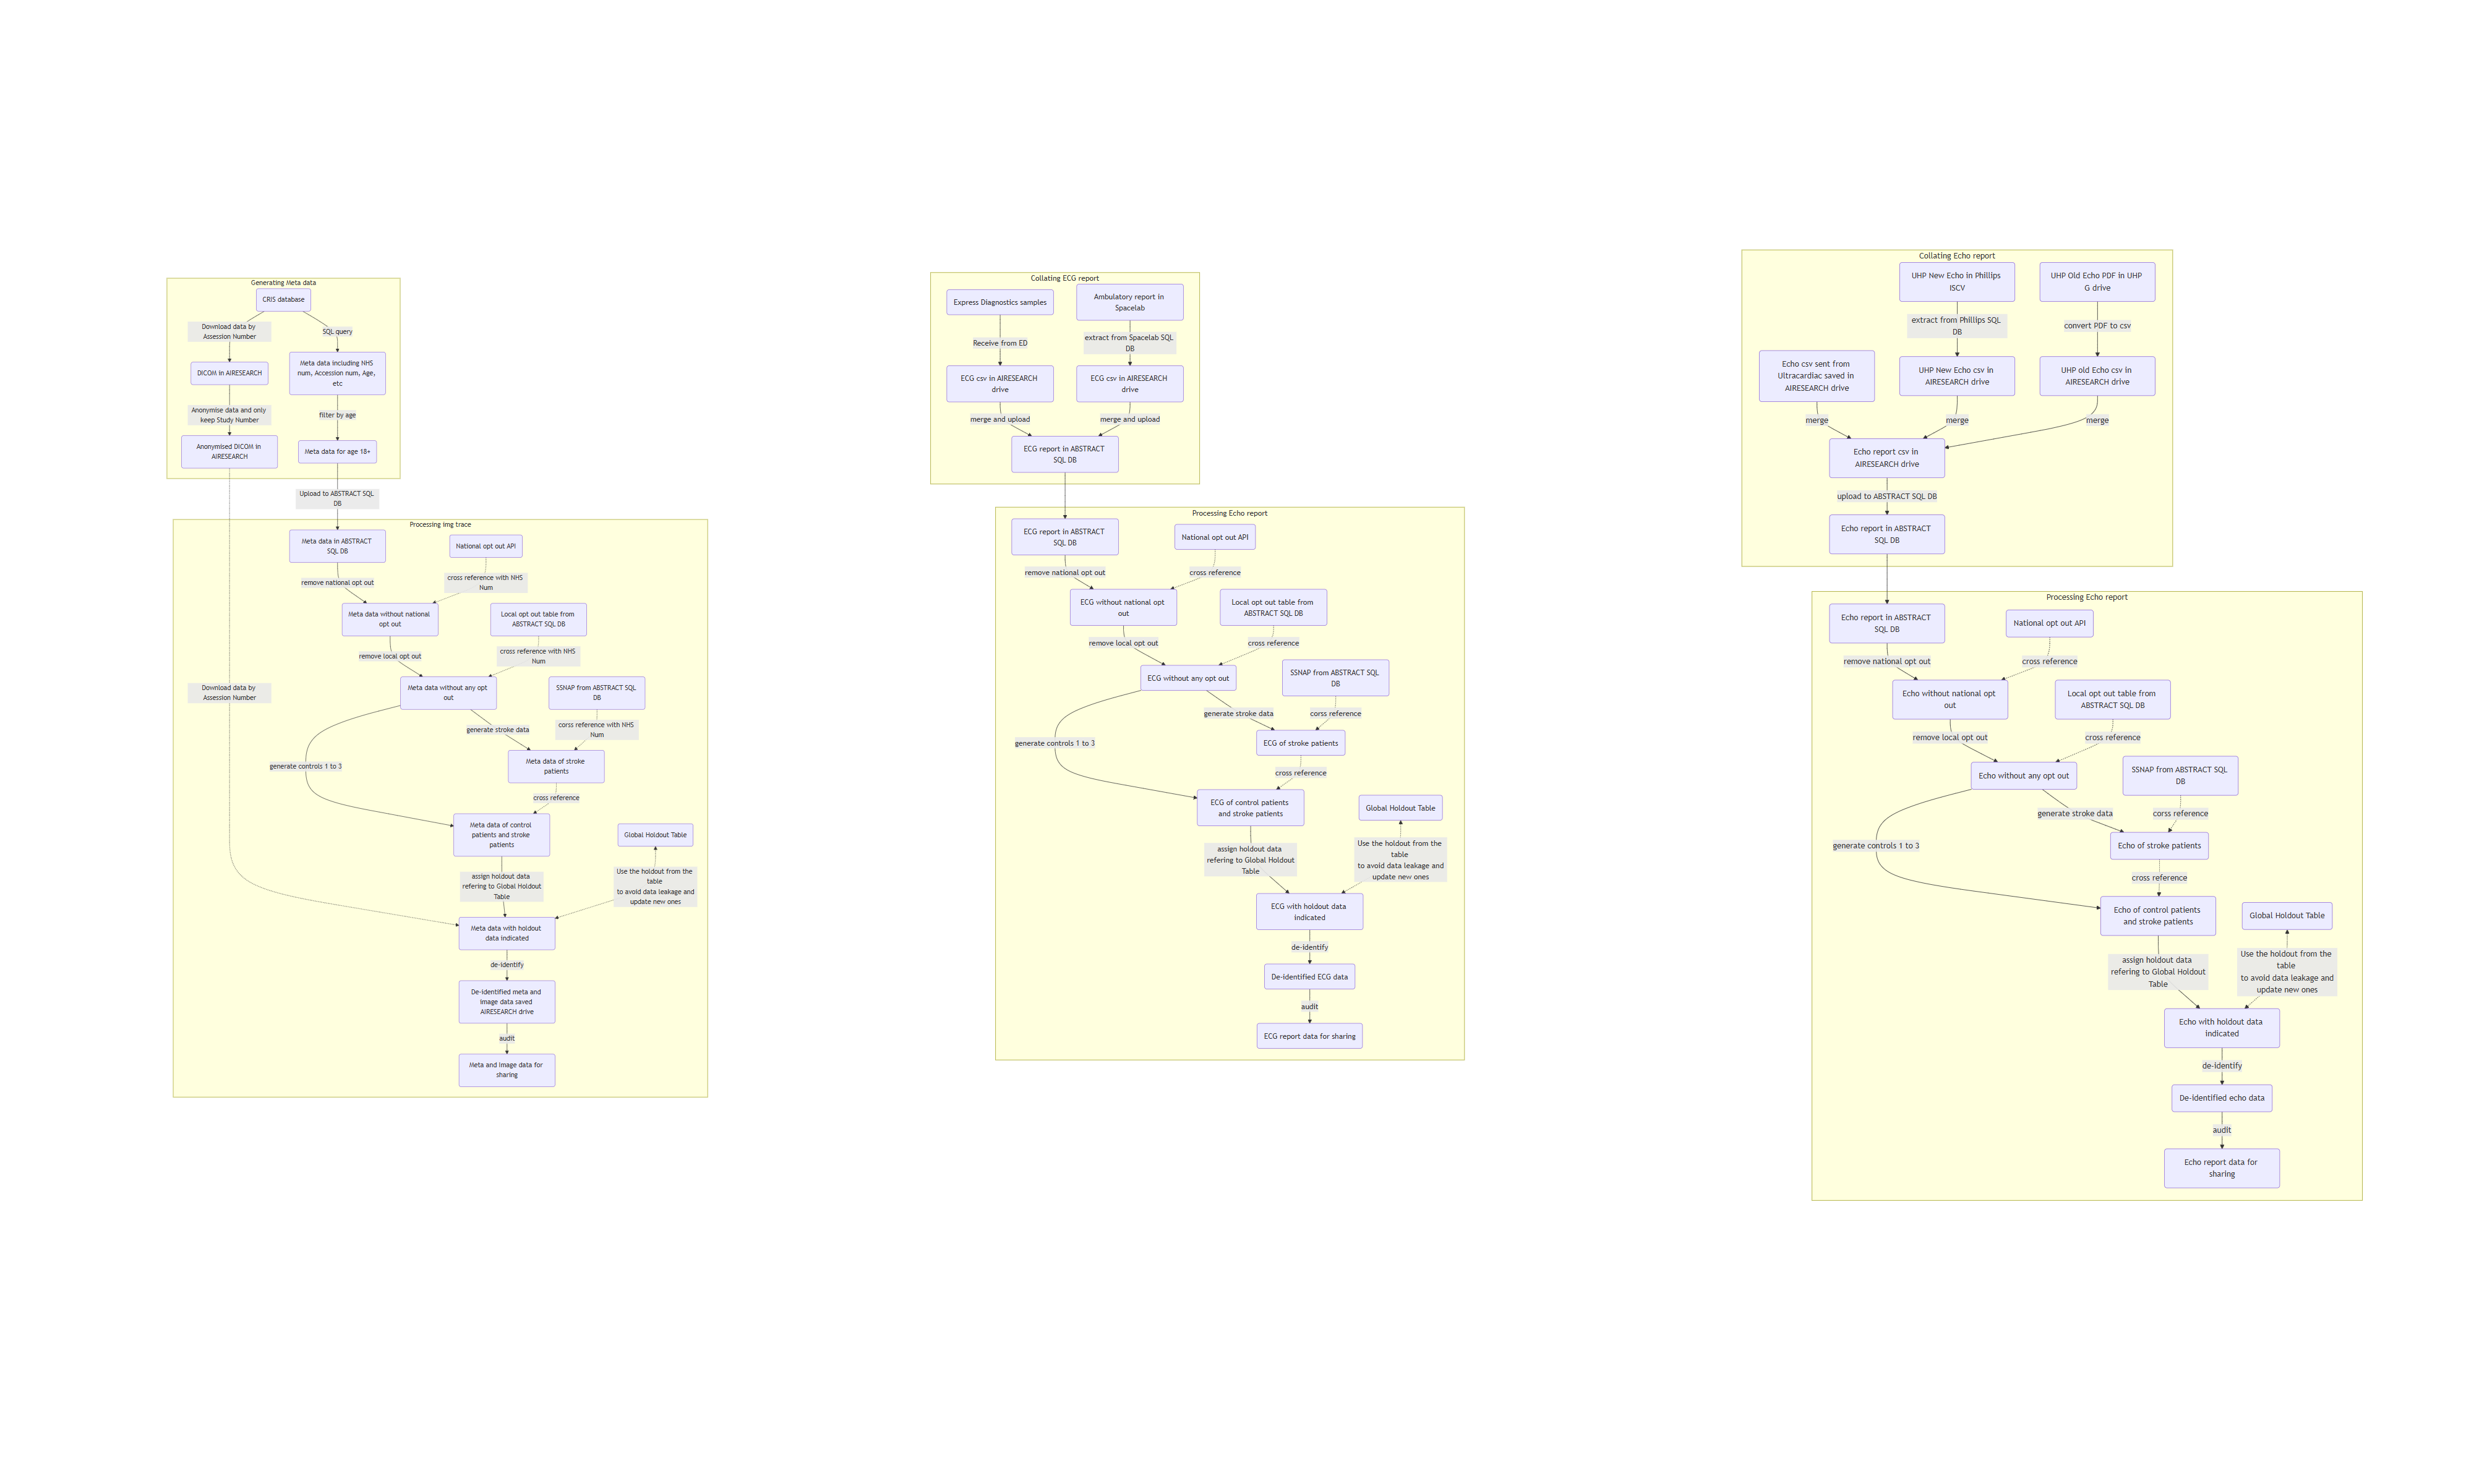 Generating Meta data
CRIS database
Download data by
Assession Number
SQL query
DICOM in AIRESEARCH
Meta data including NHS
num, Accession num, Age,
etc
Anonymise data and only
keep Study Number
filter by age
Anonymised DICOM in
AIRESEARCH
Meta data for age 18+
Upload to ABSTRACT SQL
DB
Processing img trace
Meta data in ABSTRACT
SQL DB
National opt out API
remove national opt out
cross reference with NHS
Num
Meta data without national
opt out
Local opt out table from
ABSTRACT SQL DB
remove local opt out
cross reference with NHS
Num
Download data by
Assession Number
Meta data without any opt
out
SSNAP from ABSTRACT SQL
DB
generate stroke data
corss reference with NHS
Num
generate controls 1 to 3
Meta data of stroke
patients
cross reference
Meta data of control
patients and stroke
patients
Global Holdout Table
assign holdout data
refering to Global Holdout
Table
Use the holdout from the
table
to avoid data leakage and
update new ones
Meta data with holdout
data indicated
de-identify
De-identified meta and
image data saved
AIRESEARCH drive
audit
Meta and image data for
sharing
Collating ECG report
Express Diagnostics samples
Ambulatory report in
Spacelab
Receive from ED
extract from Spacelab SQL
DB
ECG csv in AIRESEARCH
drive
ECG csv in AIRESEARCH
drive
merge and upload
merge and upload
ECG report in ABSTRACT
SQL DB
Processing Echo report
ECG report in ABSTRACT
SQL DB
National opt out API
remove national opt out
cross reference
ECG without national opt
out
Local opt out table from
ABSTRACT SQL DB
remove local opt out
cross reference
ECG without any opt out
SSNAP from ABSTRACT SQL
DB
generate stroke data
corss reference
generate controls 1 to 3
ECG of stroke patients
cross reference
ECG of control patients
and stroke patients
Global Holdout Table
assign holdout data
refering to Global Holdout
Table
Use the holdout from the
table
to avoid data leakage and
update new ones
ECG with holdout data
indicated
de-identify
De-identified ECG data
audit
ECG report data for sharing
Collating Echo report
UHP New Echo in Phillips
ISCV
UHP Old Echo PDF in UHP
G drive
extract from Phillips SQL
DB
convert PDF to csv
Echo csv sent from
Ultracardiac saved in
AIRESEARCH drive
UHP New Echo csv in
AIRESEARCH drive
UHP old Echo csv in
AIRESEARCH drive
merge
merge
merge
Echo report csv in
AIRESEARCH drive
upload to ABSTRACT SQL DB
Echo report in ABSTRACT
SQL DB
Processing Echo report
Echo report in ABSTRACT
SQL DB
National opt out API
remove national opt out
cross reference
Echo without national opt
out
Local opt out table from
ABSTRACT SQL DB
remove local opt out
cross reference
Echo without any opt out
SSNAP from ABSTRACT SQL
DB
generate stroke data
corss reference
generate controls 1 to 3
Echo of stroke patients
cross reference
Echo of control patients
and stroke patients
Global Holdout Table
assign holdout data
refering to Global Holdout
Table
Use the holdout from the
table
to avoid data leakage and
update new ones
Echo with holdout data
indicated
de-identify
De-identified echo data
audit
Echo report data for
sharing